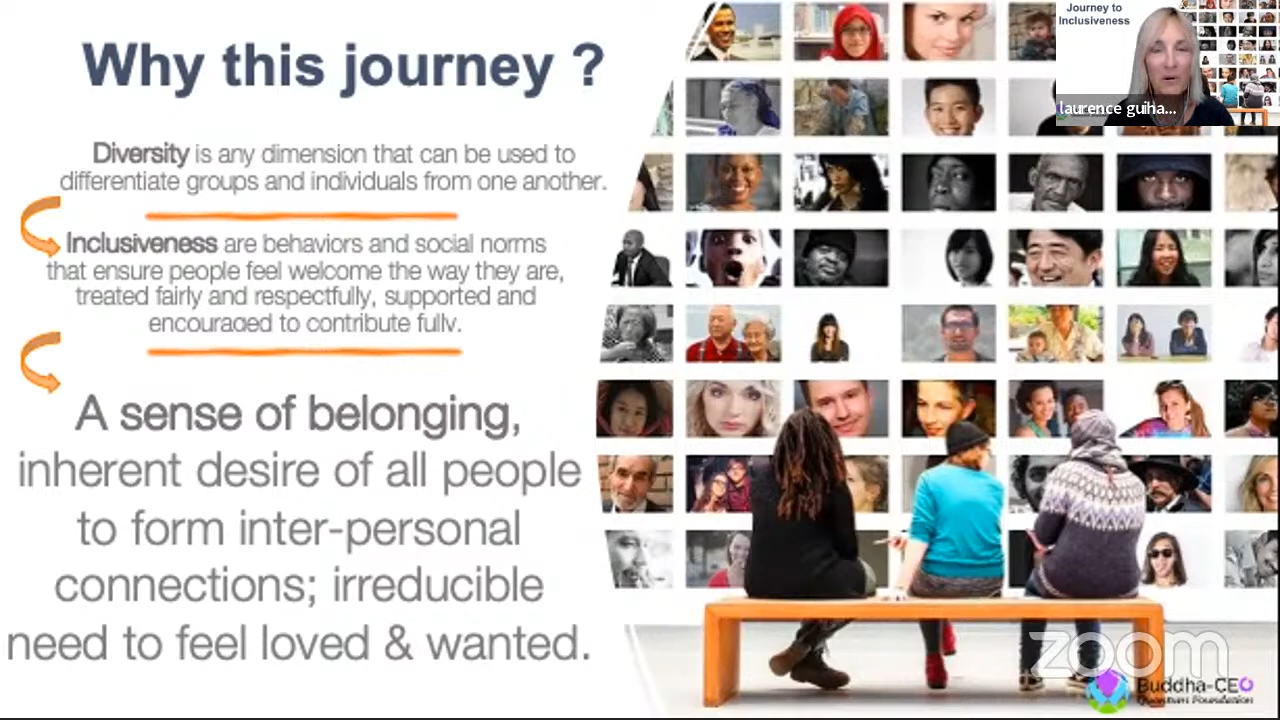 Why this journey ?
Diversity is any dimension that can be used to
differentiate groups and individuals from one another.
Inclusiveness are behaviors and social norms
that ensure people feel welcome the way they are,
treated fairly and respectfully, supported and
encouraged to contribute fully.
A sense of belonging,
inherent desire of all people
to form inter-personal
connections; irreducible
need to feel loved & wanted.
Journey to
Inclusiveness
laurence guiha...
zoom
Buddha-CEO
Quantum Foundation